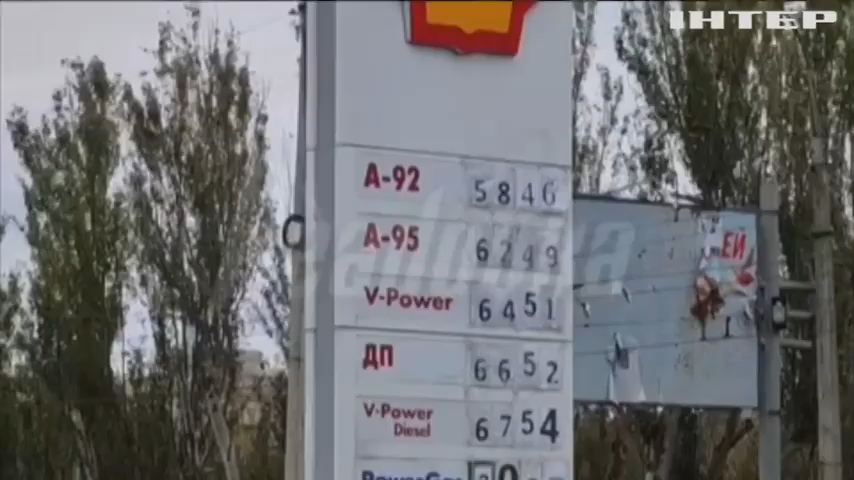 ІНТЕР
А-92 5846
А-95 6249
V-Power 6451
ДП 6652
V-Power
Diesel 6754
ЕЙ